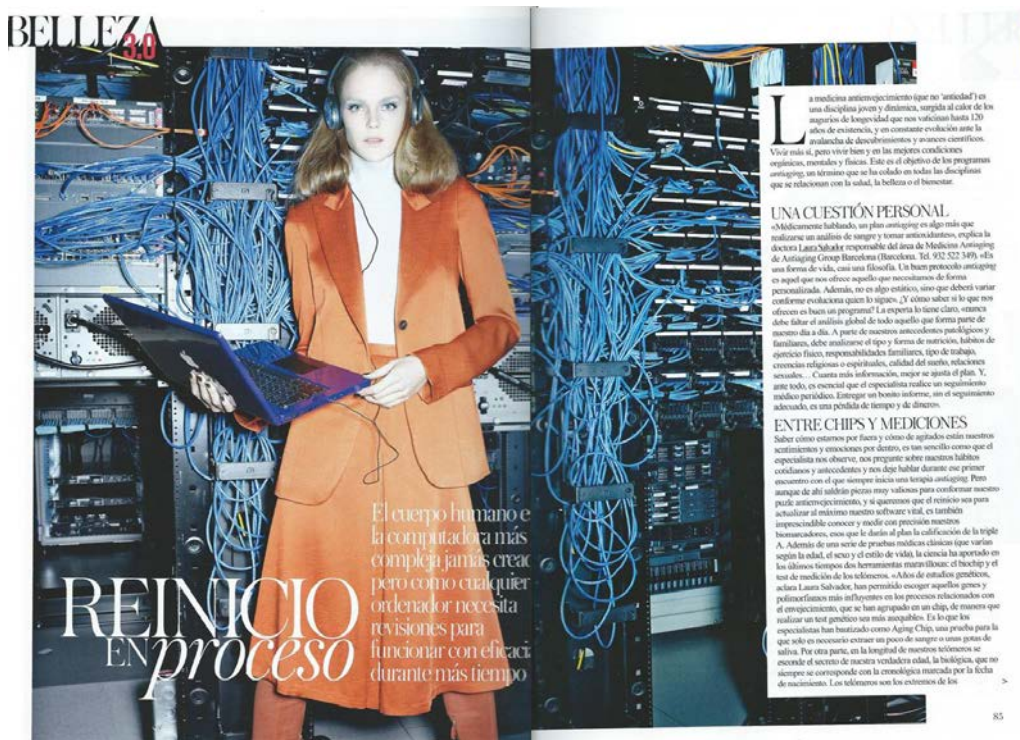 BELLEZA
3.0
REINICIO
EN proceso
El cuerpo humano e
la computadora más
compleja jamás creac
pero como cualquier
ordenador necesita
revisiones para
funcionar con eficaci
durante más tiempo
La medicina antienvejecimiento (que no 'antiedad') es
una disciplina joven y dinámica, surgida al calor de los
augurios de longevidad que nos vaticinan hasta 120
años de existencia, y en constante evolución ante la
avalancha de descubrimientos y avances científicos.
Vivir más sí, pero vivir bien y en las mejores condiciones
orgánicas, mentales y físicas. Este es el objetivo de los programas
antiaging, un término que se ha colado en todas las disciplinas
que se relacionan con la salud, la belleza o el bienestar.
UNA CUESTIÓN PERSONAL
«Médicamente hablando, un plan antiaging es algo más que
realizarse un análisis de sangre y tomar antioxidantes», explica la
doctora Laura Salvador responsable del área de Medicina Antiaging
de Antiaging Group Barcelona (Barcelona. Tel. 932 522 349). «Es
una forma de vida, casi una filosofía. Un buen protocolo antiaging
es aquel que nos ofrece aquello que necesitamos de forma
personalizada. Además, no es algo estático, sino que deberá variar
conforme evoluciona quien lo sigue». ¿Y cómo saber si lo que nos
ofrecen es buen un programa? La experta lo tiene claro, «nunca
debe faltar el análisis global de todo aquello que forma parte de
nuestro día a día. A parte de nuestros antecedentes patológicos y
familiares, debe analizarse el tipo y forma de nutrición, hábitos de
ejercicio físico, responsabilidades familiares, tipo de trabajo,
creencias religiosas o espirituales, calidad del sueño, relaciones
sexuales... Cuanta más información, mejor se ajusta el plan. Y,
ante todo, es esencial que el especialista realice un seguimiento
médico periódico. Entregar un bonito informe, sin el seguimiento
adecuado, es una pérdida de tiempo y de dinero».
ENTRE CHIPS Y MEDICIONES
Saber cómo estamos por fuera y cómo de agitados están nuestros
sentimientos y emociones por dentro, es tan sencillo como que el
especialista nos observe, nos pregunte sobre nuestros hábitos
cotidianos y antecedentes y nos deje hablar durante ese primer
encuentro con el que siempre inicia una terapia antiaging. Pero
aunque de ahí saldrán piezas muy valiosas para conformar nuestro
puzle antienvejecimiento, y si queremos que el reinicio sea para
actualizar al máximo nuestro software vital, es también
imprescindible conocer y medir con precisión nuestros
biomarcadores, esos que le darán al plan la calificación de la triple
A. Además de una serie de pruebas médicas clínicas (que varían
según la edad, el sexo y el estilo de vida), la ciencia ha aportado en
los últimos tiempos dos herramientas maravillosas: el biochip y el
test de medición de los telómeros. «Años de estudios genéticos,
aclara Laura Salvador, han permitido escoger aquellos genes y
polimorfismos más influyentes en los procesos relacionados con
el envejecimiento, que se han agrupado en un chip, de manera que
realizar un test genético sea más asequible». Es lo que los
especialistas han bautizado como Aging Chip, una prueba para la
que solo es necesario extraer un poco de sangre o unas gotas de
saliva. Por otra parte, en la longitud de nuestros telómeros se
esconde el secreto de nuestra verdadera edad, la biológica, que no
siempre se corresponde con la cronológica marcada por la fecha
de nacimiento. Los telómeros son los extremos de los >
85